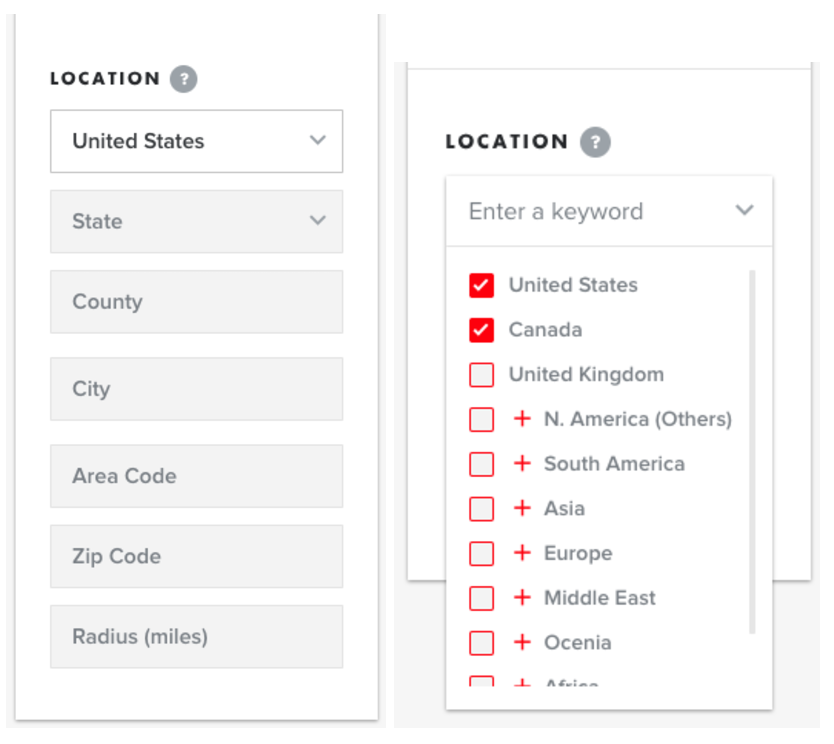 LOCATION ?
United States
State
County
City
Area Code
Zip Code
Radius (miles)
LOCATION ?
Enter a keyword
United States
Canada
United Kingdom
+ N. America (Others)
+ South America
+ Asia
+ Europe
+ Middle East
+ Ocenia
+ Africa